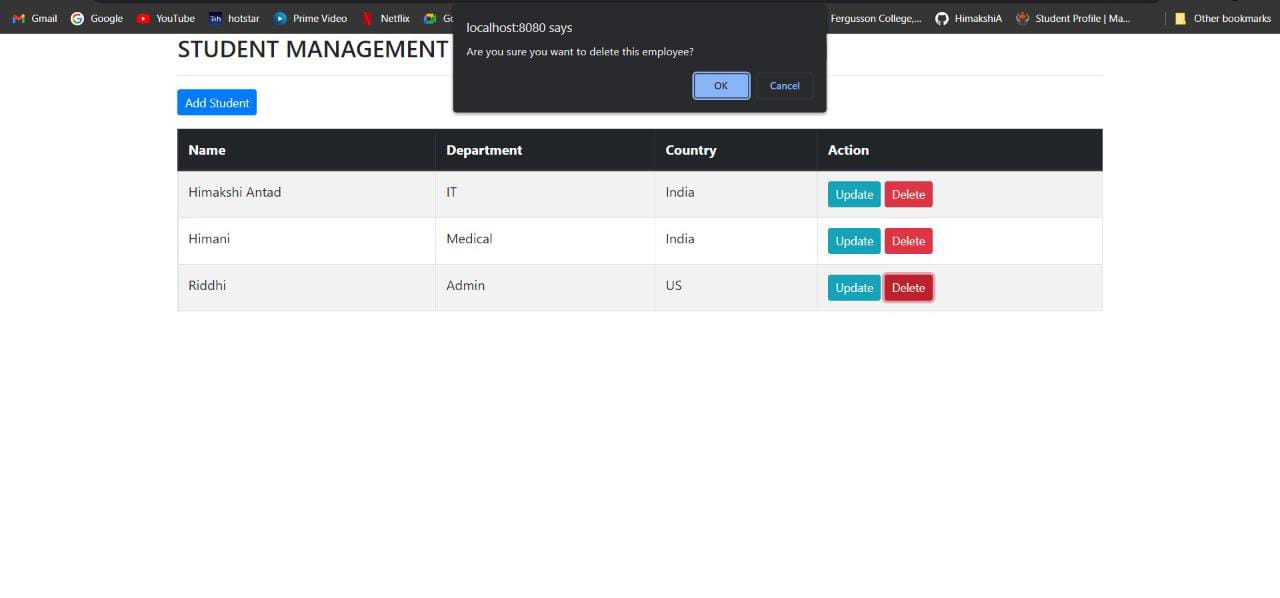 Gmail Google YouTube hotstar Prime Video Netflix Fergusson College,... HimakshiA Student Profile | Ma... Other bookmarks
localhost:8080 says
Are you sure you want to delete this employee?
OK Cancel
STUDENT MANAGEMENT
Add Student
Name Department Country Action
Himakshi Antad IT India Update Delete
Himani Medical India Update Delete
Riddhi Admin US Update Delete